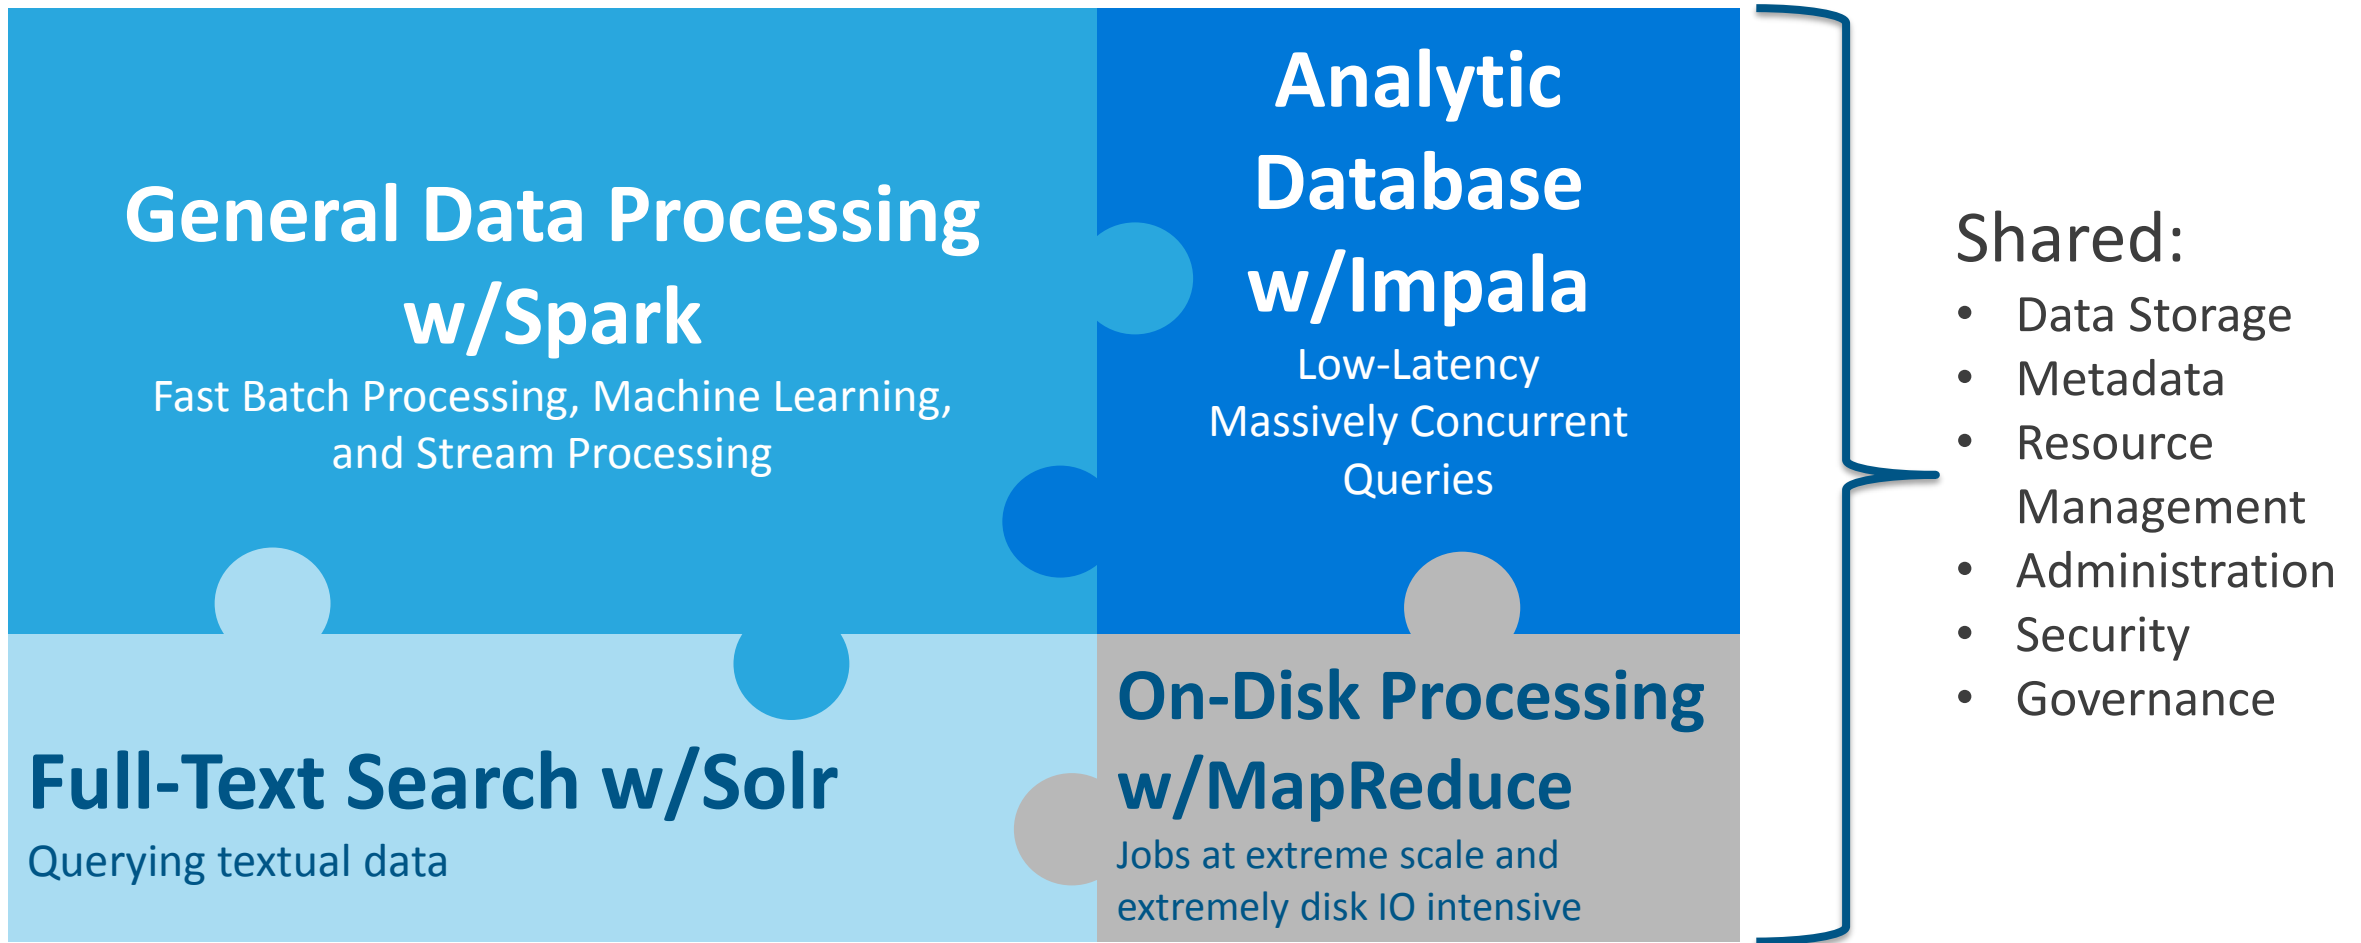 General Data Processing
w/Spark
Fast Batch Processing, Machine Learning,
and Stream Processing
Analytic
Database
w/Impala
Low-Latency
Massively Concurrent
Queries
Full-Text Search w/Solr
Querying textual data
On-Disk Processing
w/MapReduce
Jobs at extreme scale and
extremely disk IO intensive
Shared:
• Data Storage
• Metadata
• Resource
Management
• Administration
• Security
• Governance